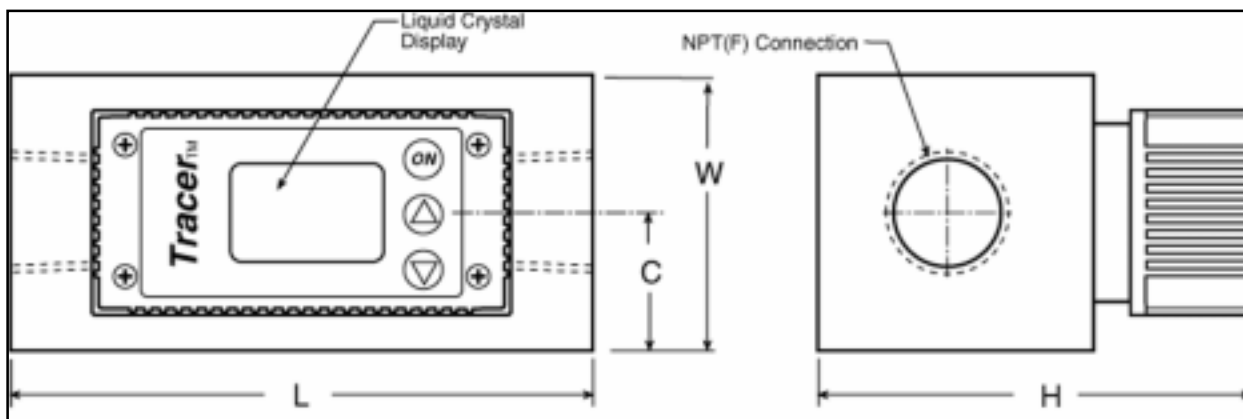 Liquid Crystal
Display
NPT(F) Connection
Tracer™
ON
W
C
L
H